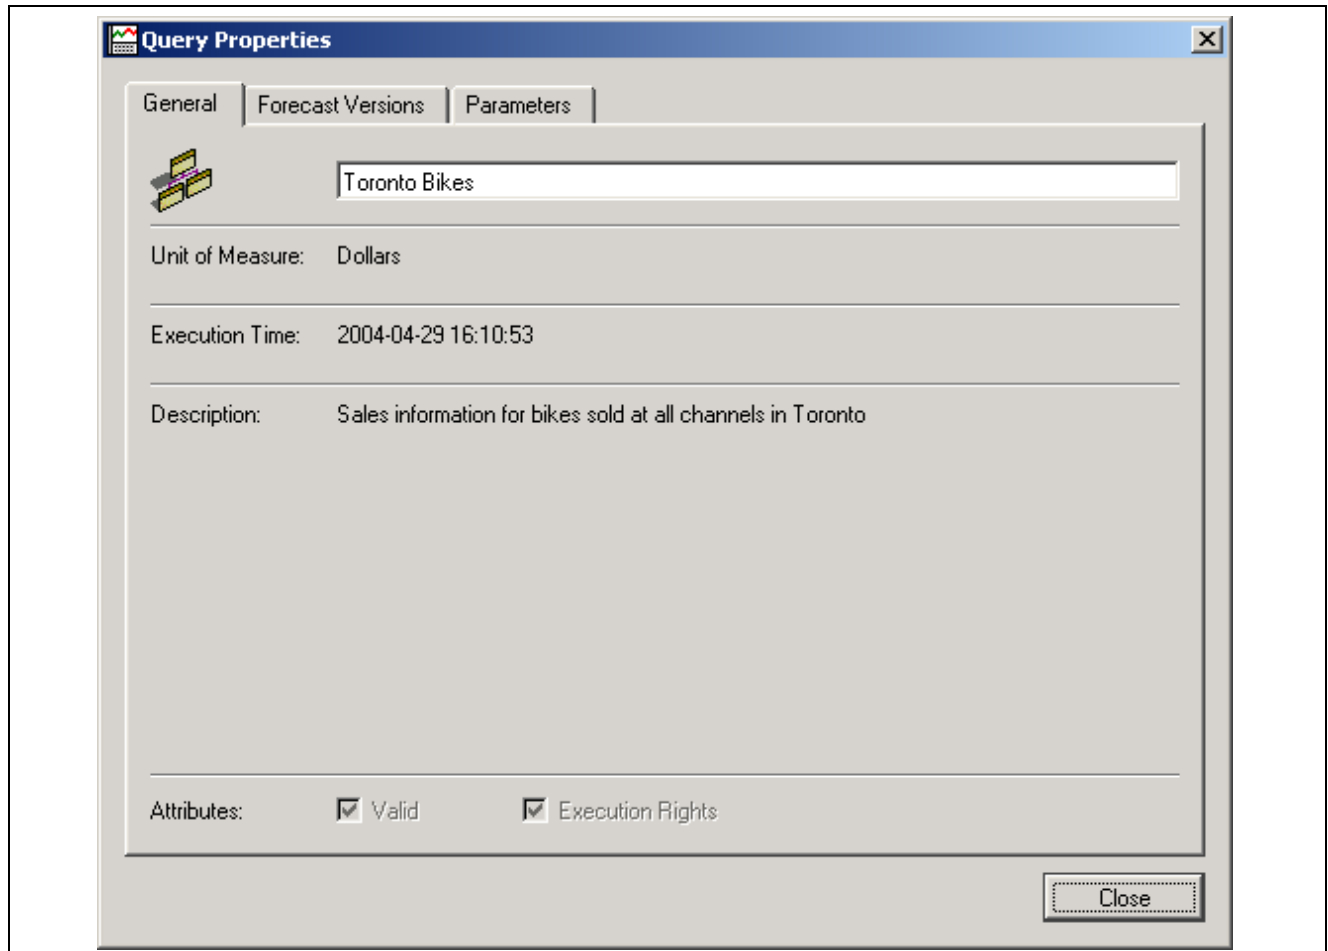 Query Properties
General Forecast Versions Parameters
Toronto Bikes
Unit of Measure: Dollars
Execution Time: 2004-04-29 16:10:53
Description: Sales information for bikes sold at all channels in Toronto
Attributes: Valid Execution Rights
Close